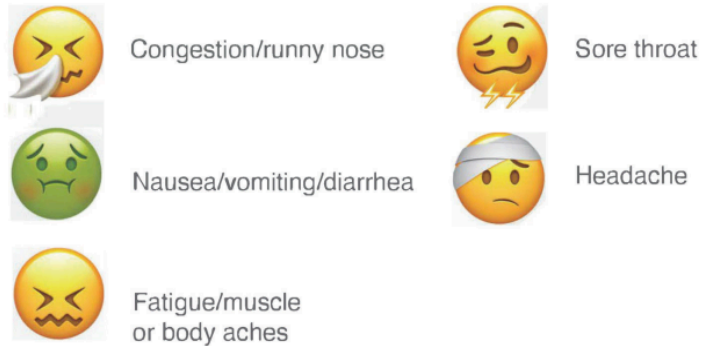 Congestion/runny nose
Sore throat
Nausea/vomiting/diarrhea
Headache
Fatigue/muscle
or body aches